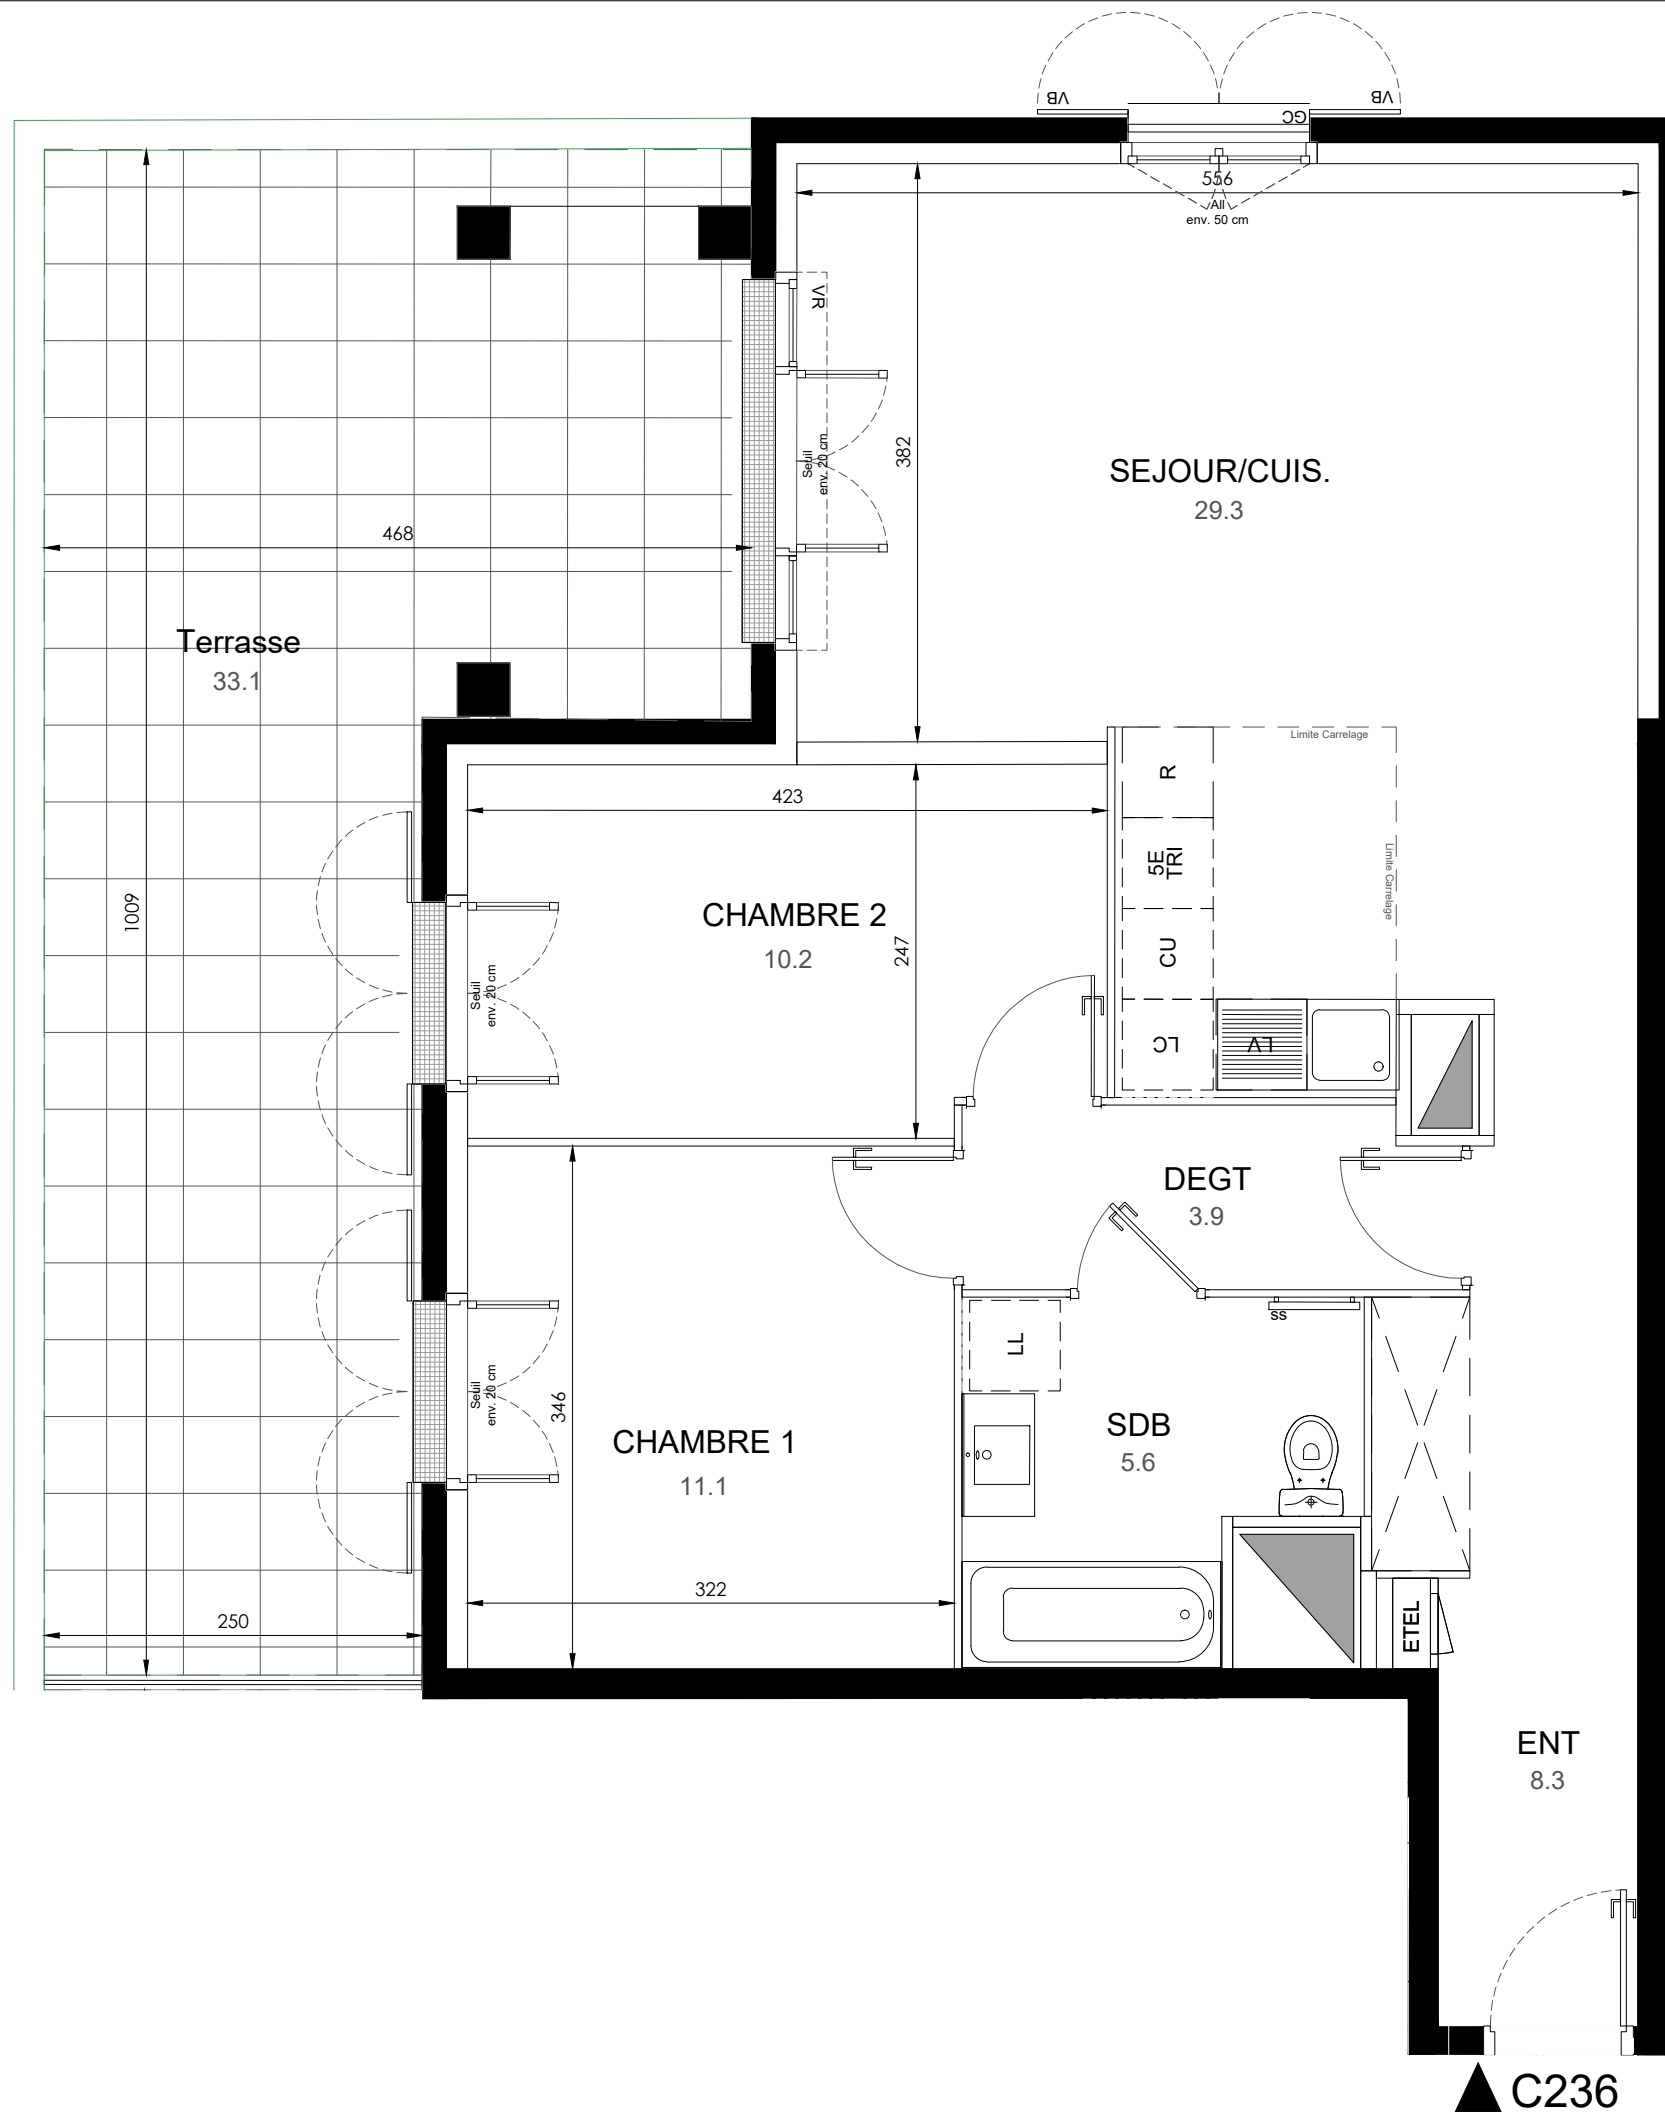 VB
VB
GC
556
All
env. 50 cm
VR
382
Seuil
env. 20 cm
SEJOUR/CUIS.
29.3
468
Terrasse
33.1
Limite Carrelage
R
423
5E
TRI
Limite Carrelage
1009
CHAMBRE 2
10.2
247
CU
Seuil
env. 20 cm
LC
LV
DEGT
3.9
SS
LL
346
Seuil
env. 20 cm
CHAMBRE 1
11.1
SDB
5.6
322
250
ETEL
ENT
8.3
C236